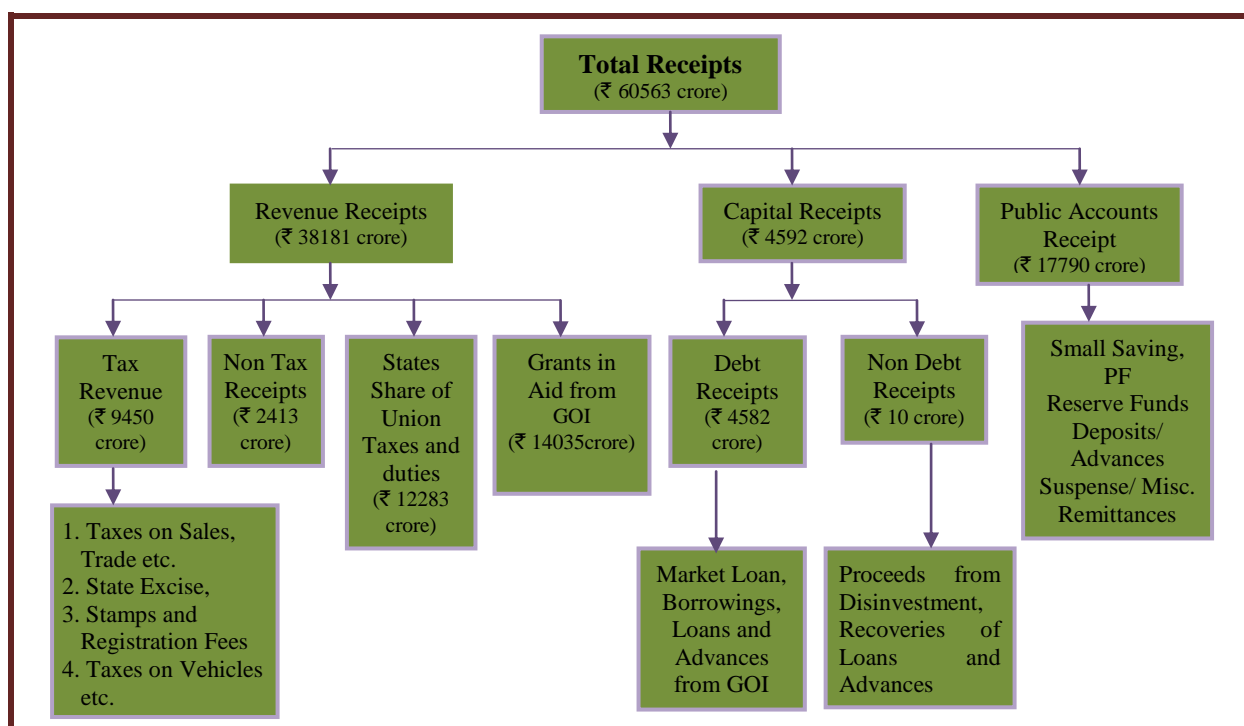 Total Receipts
(₹ 60563 crore)
Revenue Receipts
(₹ 38181 crore)
Capital Receipts
(₹ 4592 crore)
Public Accounts
Receipt
(₹ 17790 crore)
Tax
Revenue
(₹ 9450
crore)
Non Tax
Receipts
(₹ 2413
crore)
States
Share of
Union
Taxes and
duties
(₹ 12283
crore)
Grants in
Aid from
GOI
(₹ 14035crore)
Debt
Receipts
(₹ 4582
crore)
Non Debt
Receipts
(₹ 10 crore)
Small Saving,
PF
Reserve Funds
Deposits/
Advances
Suspense/ Misc.
Remittances
1. Taxes on Sales,
Trade etc.
2. State Excise,
3. Stamps and
Registration Fees
4. Taxes on Vehicles
etc.
Market Loan,
Borrowings,
Loans and
Advances
from GOI
Proceeds from
Disinvestment,
Recoveries of
Loans and
Advances